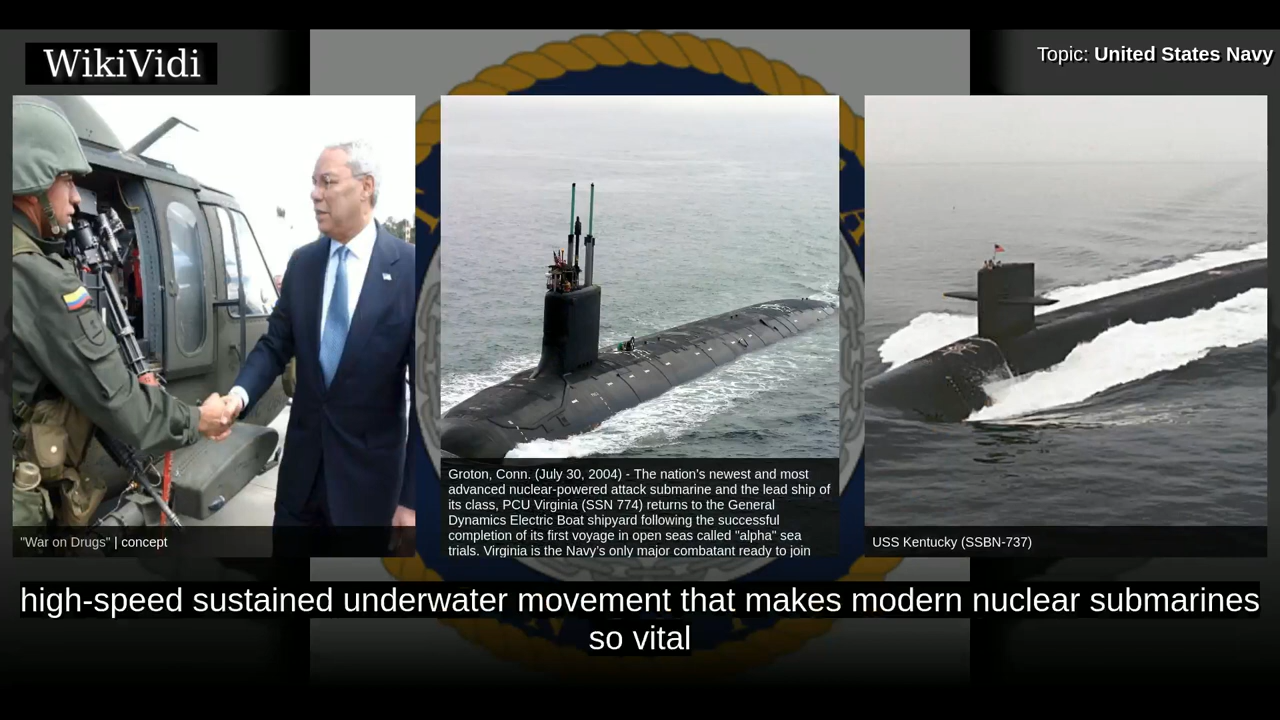 WikiVidi
Topic: United States Navy
"War on Drugs" | concept
Groton, Conn. (July 30, 2004) - The nation's newest and most
advanced nuclear-powered attack submarine and the lead ship of
its class, PCU Virginia (SSN 774) returns to the General
Dynamics Electric Boat shipyard following the successful
completion of its first voyage in open seas called "alpha" sea
trials. Virginia is the Navy's only major combatant ready to join
USS Kentucky (SSBN-737)
high-speed sustained underwater movement that makes modern nuclear submarines
so vital